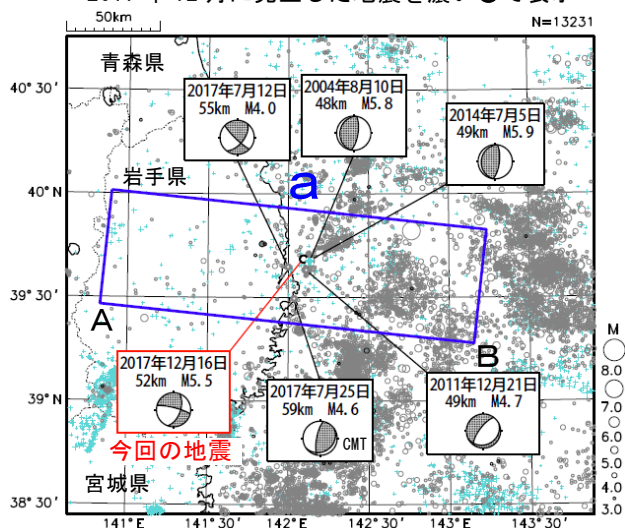 50km
N=13231
青森県
岩手県
宮城県
40°30′
40°N
39°30′
39°N
38°30′
141°E
141°30′
142°E
142°30′
143°E
143°30′
2017年7月12日
55km M4.0
2004年8月10日
48km M5.8
2014年7月5日
49km M5.9
a
c
A
B
2017年12月16日
52km M5.5
今回の地震
2017年7月25日
59km M4.6
CMT
2011年12月21日
49km M4.7
M
8.0
7.0
6.0
5.0
4.0
3.0